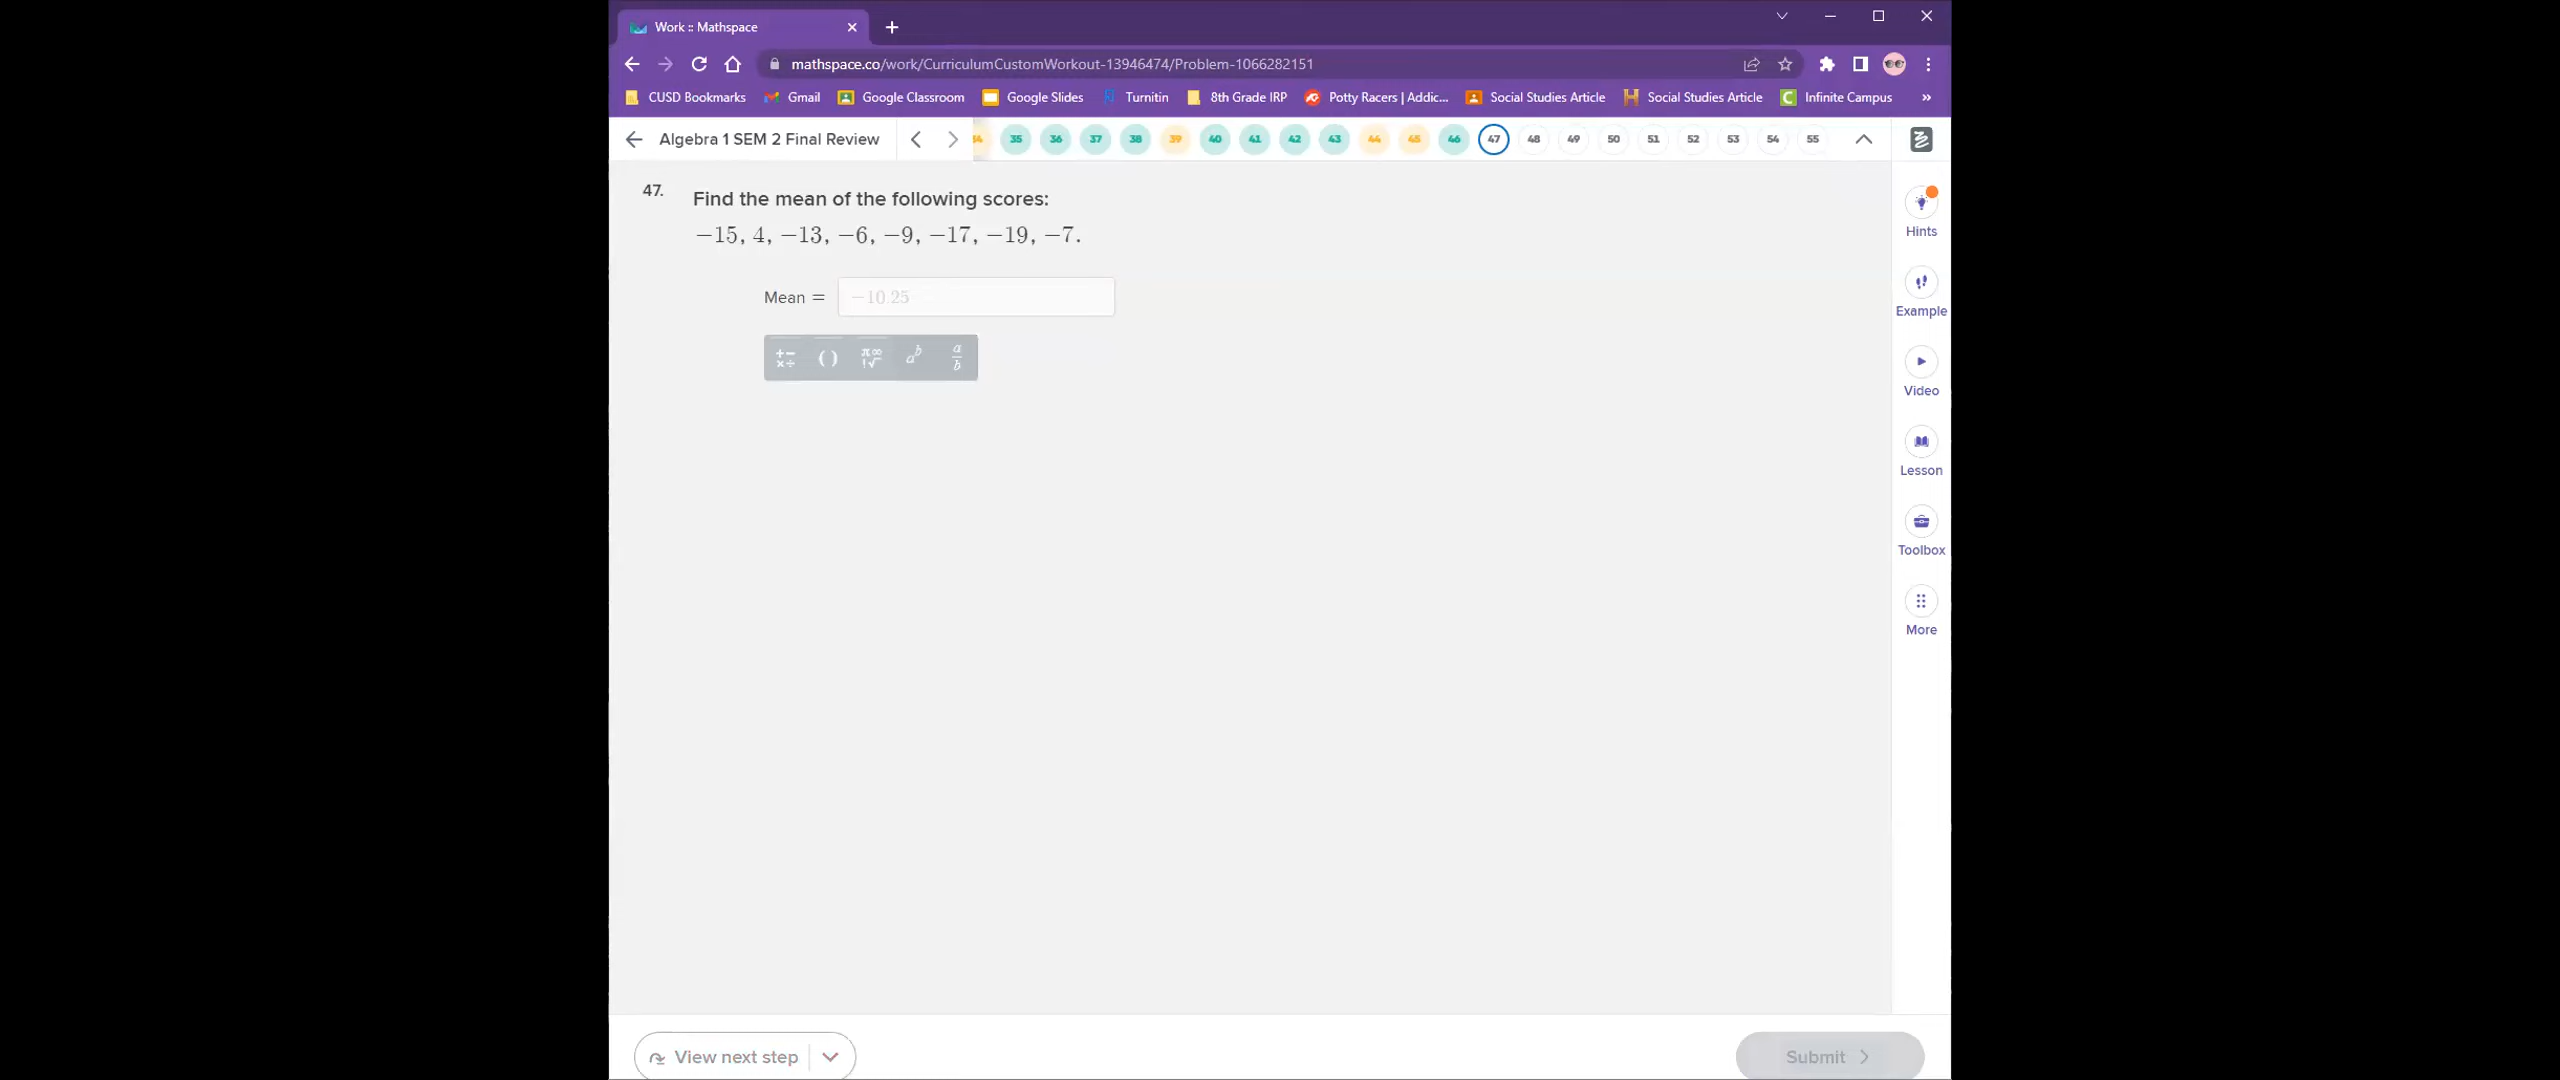 Work :: Mathspace
mathspace.co/work/CurriculumCustomWorkout-13946474/Problem-1066282151
CUSD Bookmarks Gmail Google Classroom Google Slides Turnitin 8th Grade IRP Potty Racers | Addic... Social Studies Article Social Studies Article Infinite Campus »
Algebra 1 SEM 2 Final Review 34 35 36 37 38 39 40 41 42 43 44 45 46 47 48 49 50 51 52 53 54 55
47. Find the mean of the following scores:
−15, 4, −13, −6, −9, −17, −19, −7.
Mean = −10.25
+− ×÷ ( ) π∞ !√ a^b a/b
Hints
Example
Video
Lesson
Toolbox
More
View next step
Submit